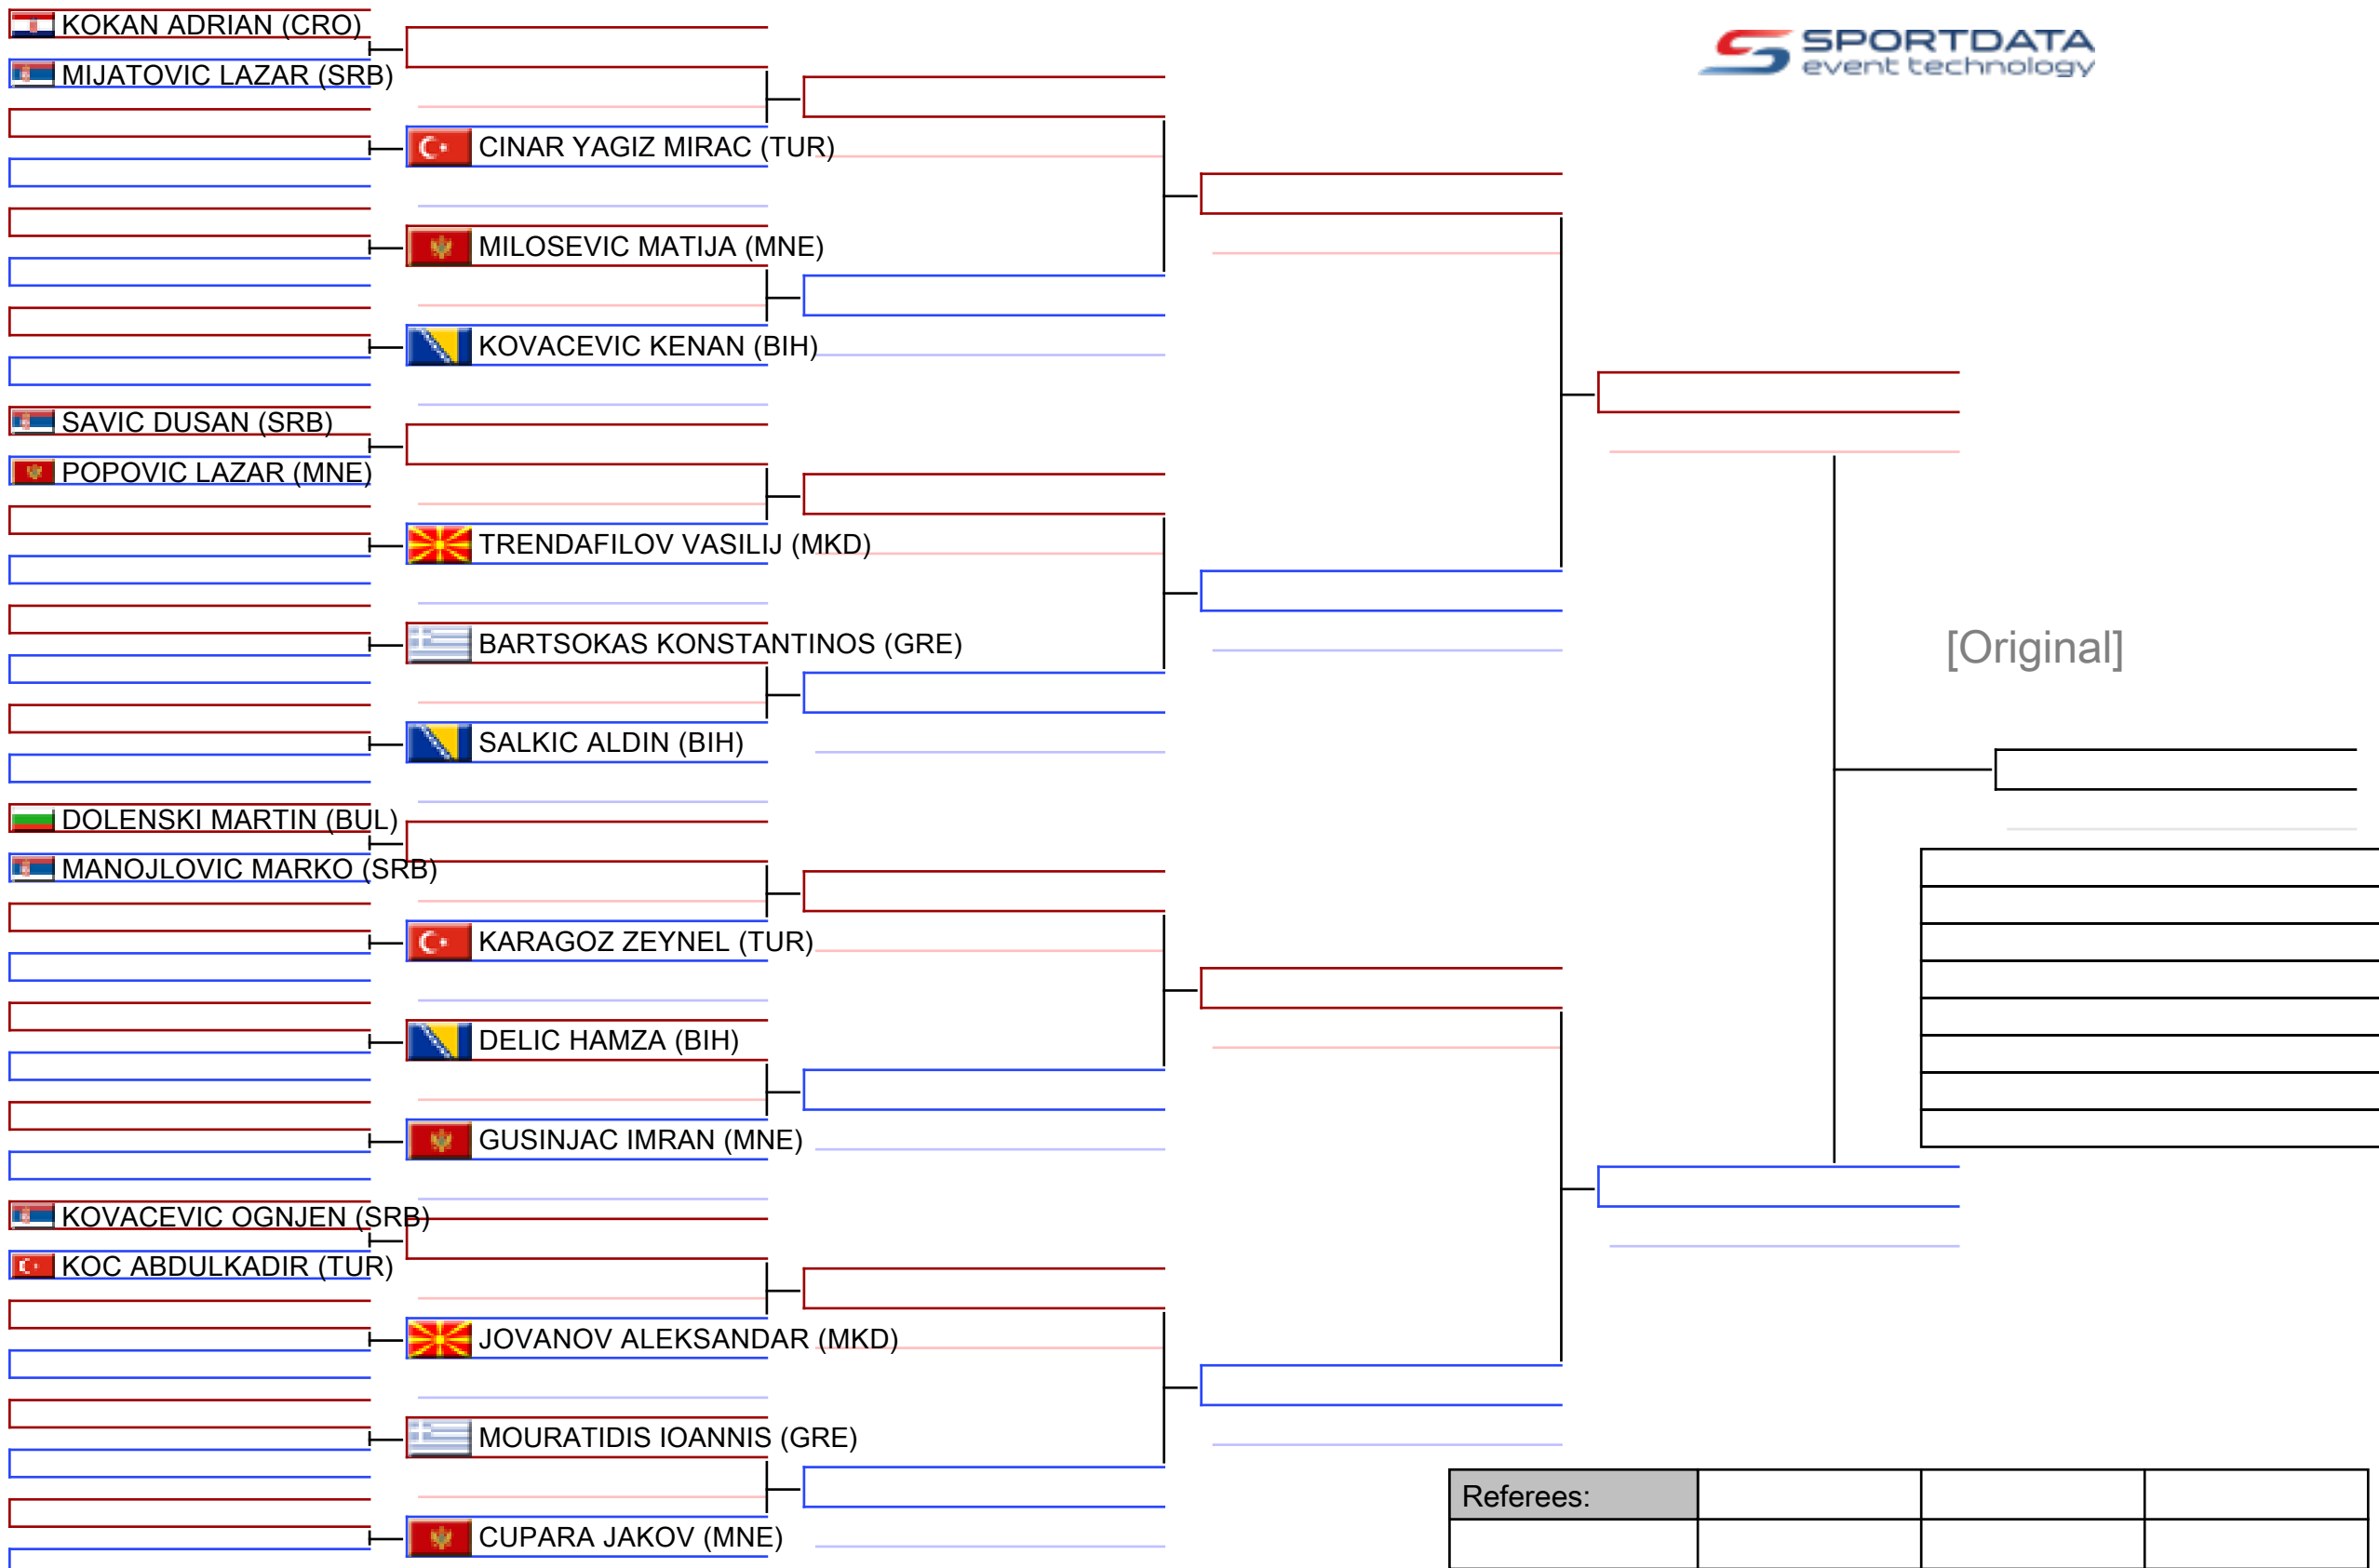 KOKAN ADRIAN (CRO)
MIJATOVIC LAZAR (SRB)
SPORTDATA
event technology
CINAR YAGIZ MIRAC (TUR)
MILOSEVIC MATIJA (MNE)
KOVACEVIC KENAN (BIH)
SAVIC DUSAN (SRB)
POPOVIC LAZAR (MNE)
TRENDAFILOV VASILIJ (MKD)
BARTSOKAS KONSTANTINOS (GRE)
[Original]
SALKIC ALDIN (BIH)
DOLENSKI MARTIN (BUL)
MANOJLOVIC MARKO (SRB)
KARAGOZ ZEYNEL (TUR)
DELIC HAMZA (BIH)
GUSINJAC IMRAN (MNE)
KOVACEVIC OGNJEN (SRB)
KOC ABDULKADIR (TUR)
JOVANOV ALEKSANDAR (MKD)
MOURATIDIS IOANNIS (GRE)
Referees:
CUPARA JAKOV (MNE)